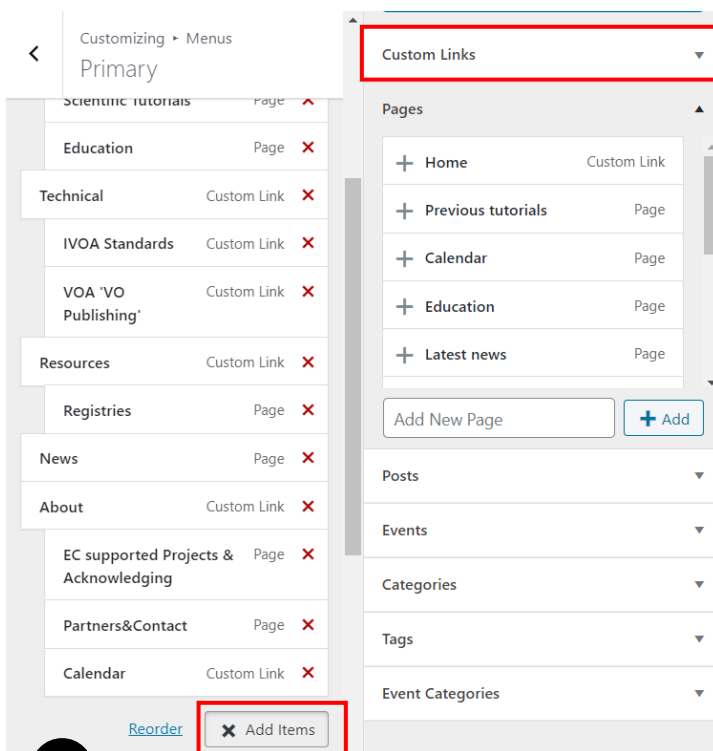 Customizing ▸ Menus
Primary
Scientific Tutorials Page
Education Page
Technical Custom Link
IVOA Standards Custom Link
VOA 'VO Custom Link
Publishing'
Resources Custom Link
Registries Page
News Page
About Custom Link
EC supported Projects & Page
Acknowledging
Partners&Contact Page
Calendar Custom Link
Reorder Add Items
Custom Links
Pages
Home Custom Link
Previous tutorials Page
Calendar Page
Education Page
Latest news Page
Add New Page Add
Posts
Events
Categories
Tags
Event Categories